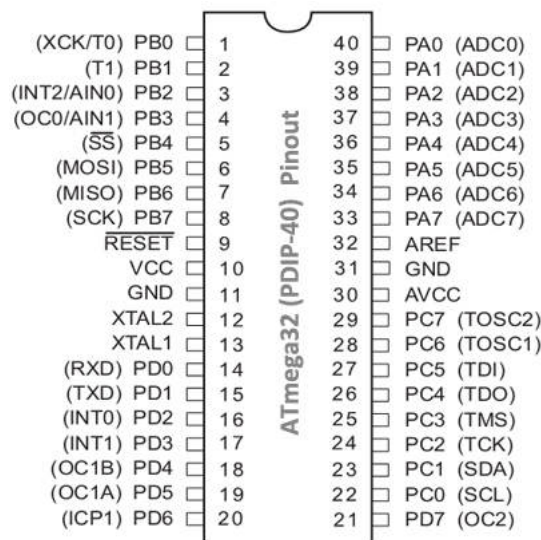 (XCK/T0) PB0 1 40 PA0 (ADC0)
(T1) PB1 2 39 PA1 (ADC1)
(INT2/AIN0) PB2 3 38 PA2 (ADC2)
(OC0/AIN1) PB3 4 37 PA3 (ADC3)
(S̅S̅) PB4 5 36 PA4 (ADC4)
(MOSI) PB5 6 35 PA5 (ADC5)
(MISO) PB6 7 34 PA6 (ADC6)
(SCK) PB7 8 33 PA7 (ADC7)
R̅E̅S̅E̅T̅ 9 32 AREF
VCC 10 31 GND
GND 11 30 AVCC
XTAL2 12 29 PC7 (TOSC2)
XTAL1 13 28 PC6 (TOSC1)
(RXD) PD0 14 27 PC5 (TDI)
(TXD) PD1 15 26 PC4 (TDO)
(INT0) PD2 16 25 PC3 (TMS)
(INT1) PD3 17 24 PC2 (TCK)
(OC1B) PD4 18 23 PC1 (SDA)
(OC1A) PD5 19 22 PC0 (SCL)
(ICP1) PD6 20 21 PD7 (OC2)
ATmega32 (PDIP-40) Pinout